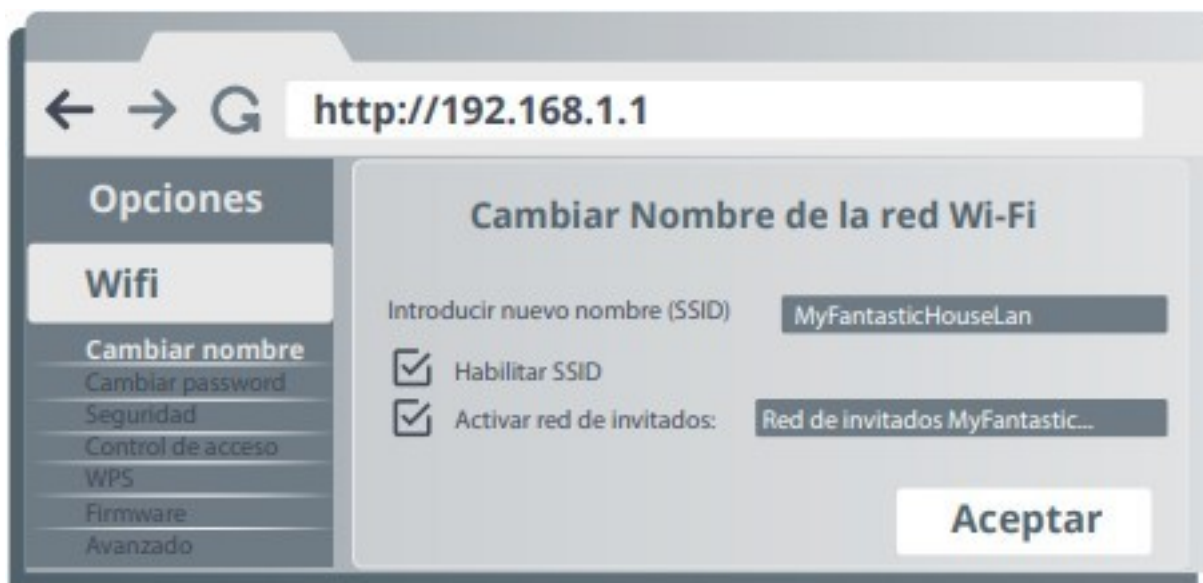 http://192.168.1.1
Opciones
Wifi
Cambiar nombre
Cambiar password
Seguridad
Control de acceso
WPS
Firmware
Avanzado
Cambiar Nombre de la red Wi-Fi
Introducir nuevo nombre (SSID) MyFantasticHouseLan
Habilitar SSID
Activar red de invitados: Red de invitados MyFantastic...
Aceptar